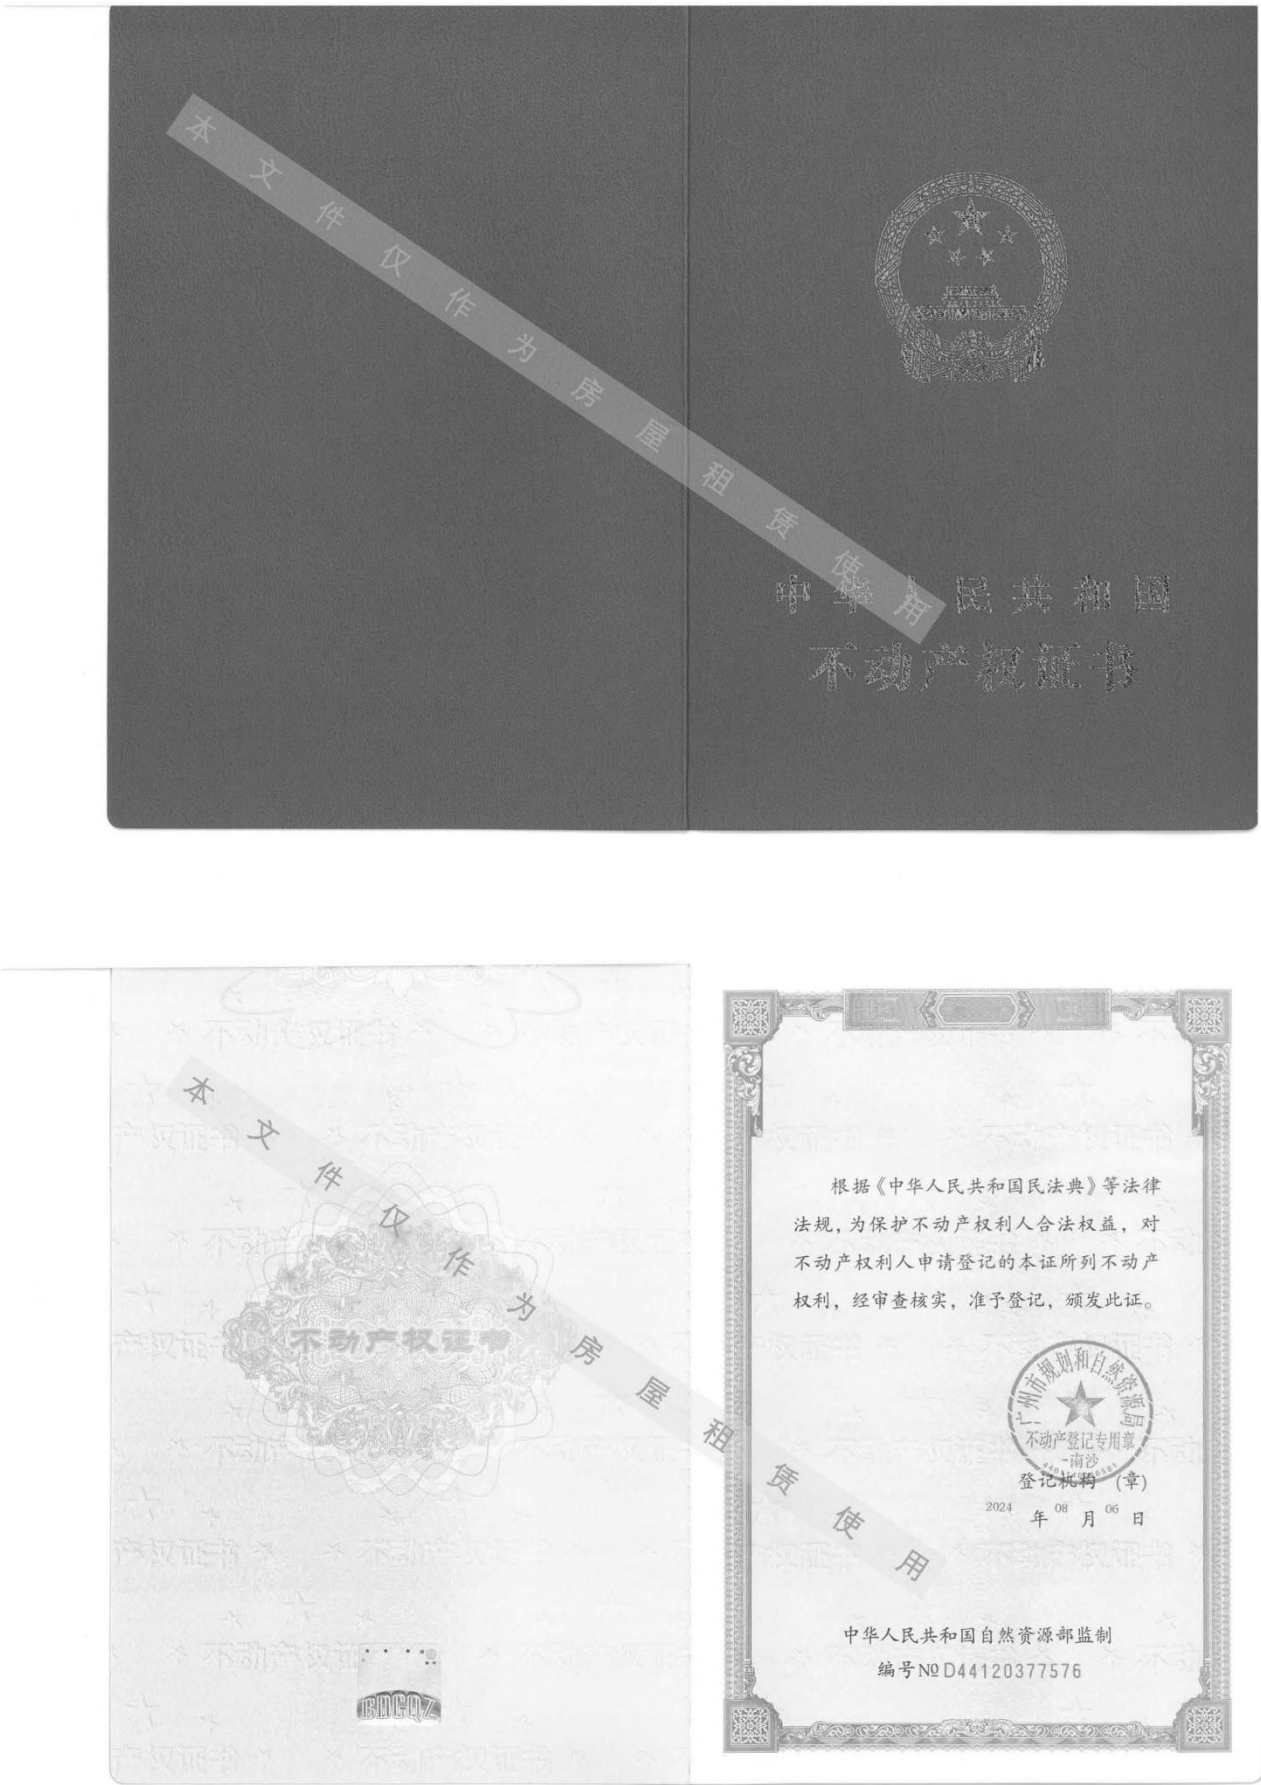 本文件仅作为房屋租赁使用
中华人民共和国
不动产权证书
本文件仅作为房屋租赁使用
不动产权证书
BDCQZ
根据《中华人民共和国民法典》等法律
法规，为保护不动产权利人合法权益，对
不动产权利人申请登记的本证所列不动产
权利，经审查核实，准予登记，颁发此证。
广州市规划和自然资源局
不动产登记专用章
-南沙
登记机构 (章)
2024 年 08 月 06 日
中华人民共和国自然资源部监制
编号№D44120377576